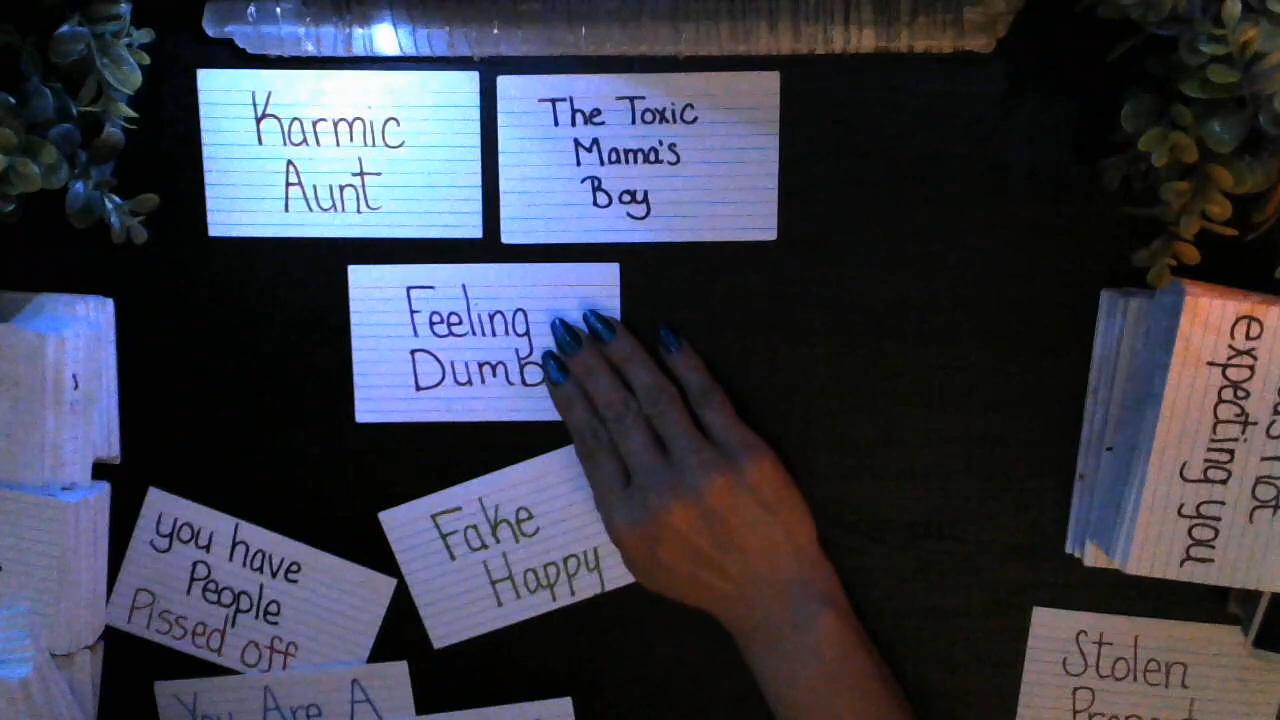 Karmic
Aunt
The Toxic
Mama's
Boy
Feeling
Dumb
Fake
Happy
you have
People
Pissed off
You Are A
expecting you
Stolen